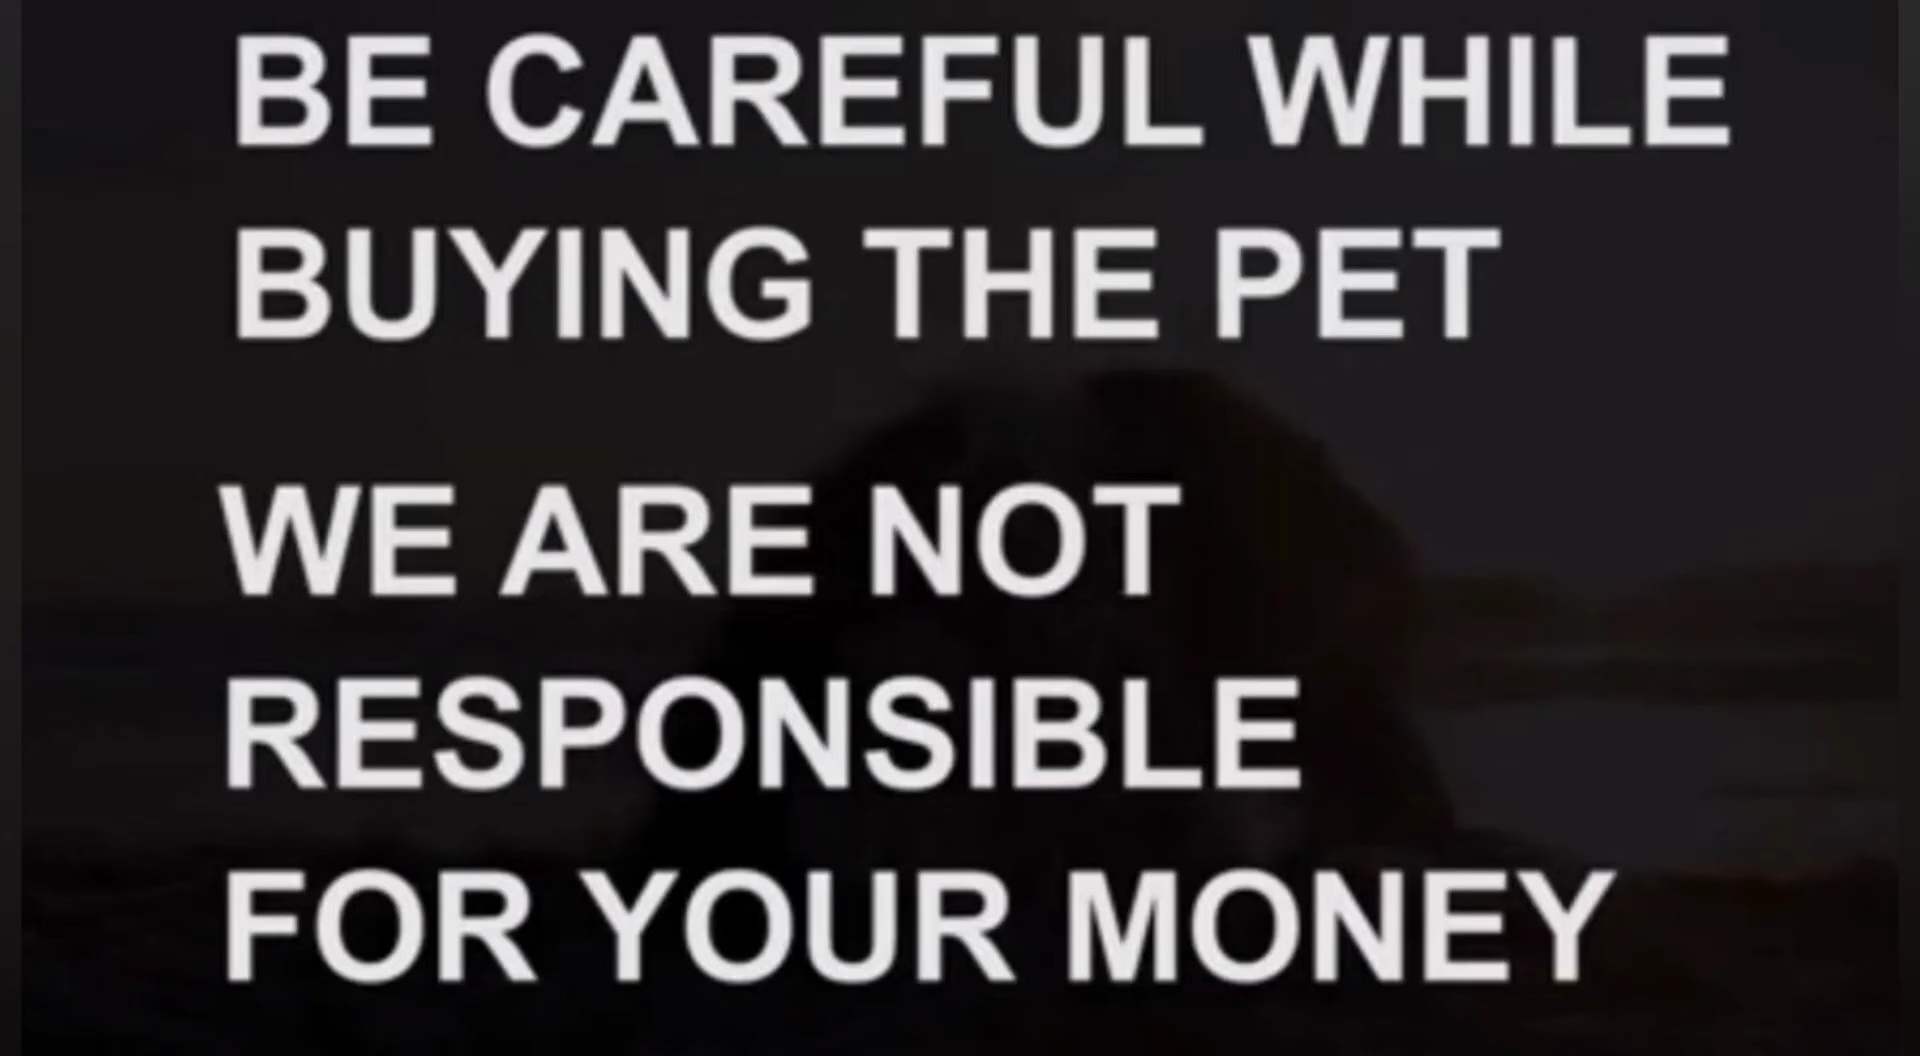 BE CAREFUL WHILE
BUYING THE PET
WE ARE NOT
RESPONSIBLE
FOR YOUR MONEY